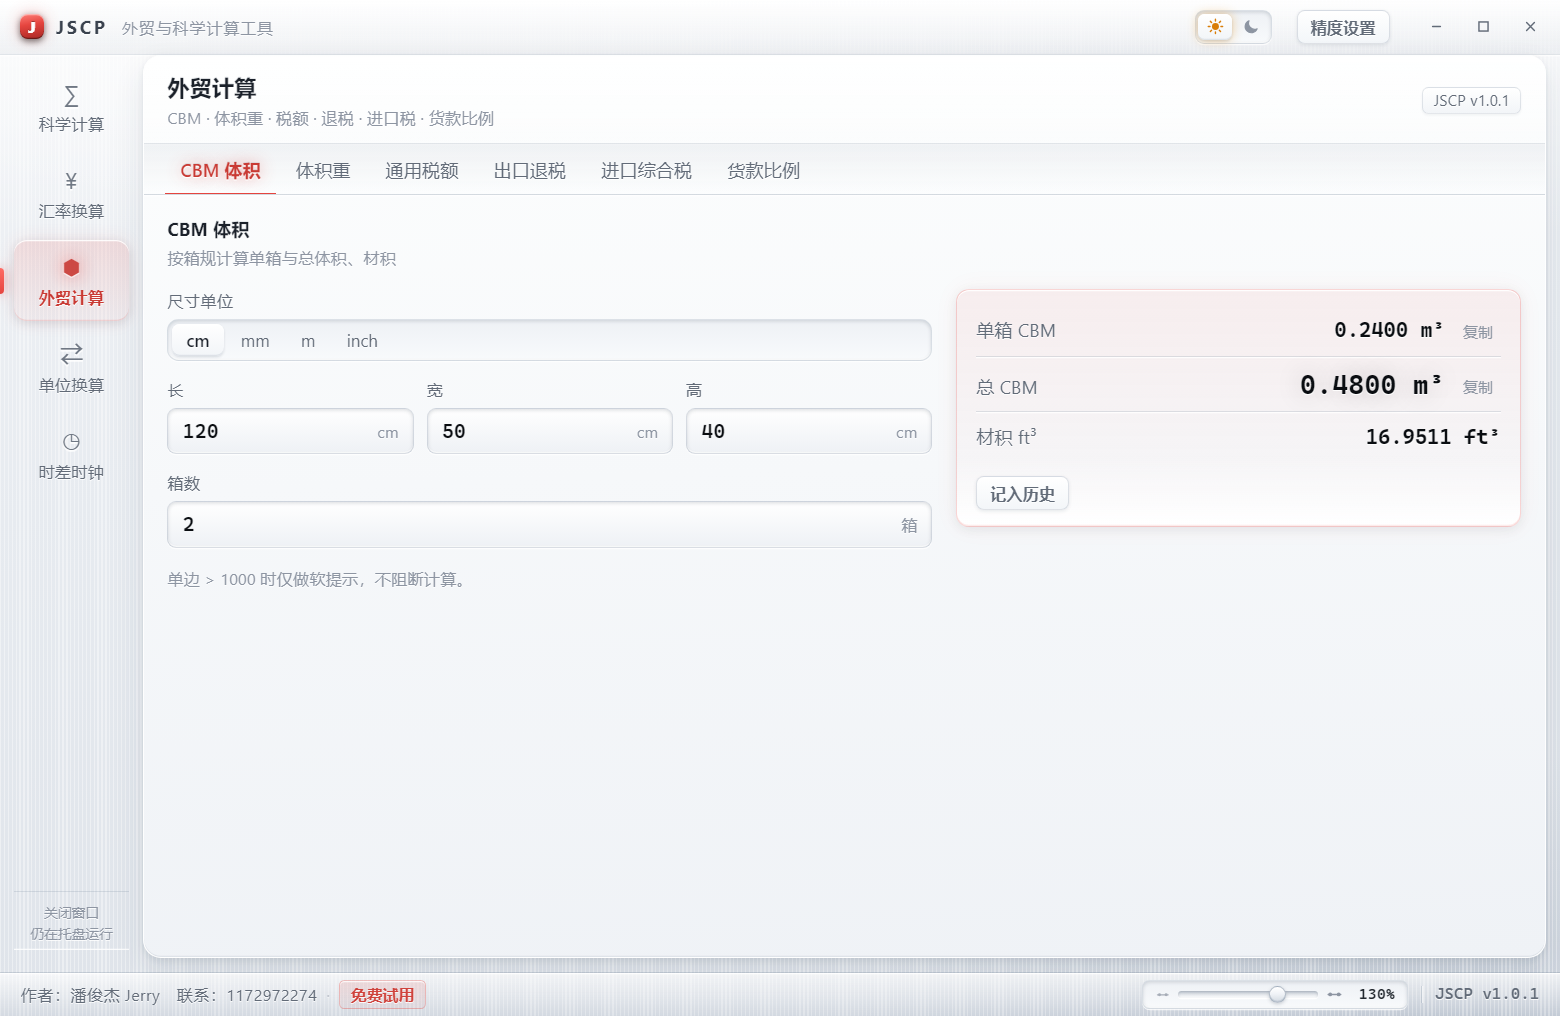 J JSCP 外贸与科学计算工具 精度设置
∑
科学计算
¥
汇率换算
外贸计算
单位换算
时差时钟
关闭窗口
仍在托盘运行
外贸计算
CBM · 体积重 · 税额 · 退税 · 进口税 · 货款比例
JSCP v1.0.1
CBM 体积 体积重 通用税额 出口退税 进口综合税 货款比例
CBM 体积
按箱规计算单箱与总体积、材积
尺寸单位
cm mm m inch
长 宽 高
120 cm 50 cm 40 cm
箱数
2 箱
单边 > 1000 时仅做软提示，不阻断计算。
单箱 CBM 0.2400 m³ 复制
总 CBM 0.4800 m³ 复制
材积 ft³ 16.9511 ft³
记入历史
作者：潘俊杰 Jerry 联系：1172972274 · 免费试用 130% JSCP v1.0.1